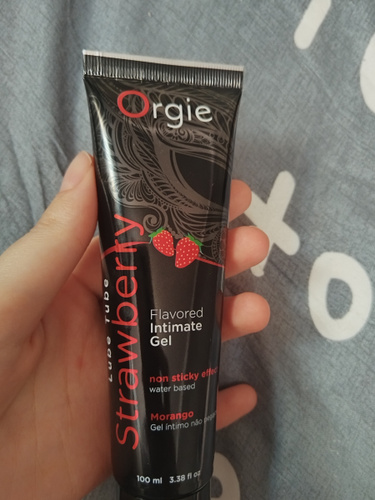 Orgie
Strawberry
Lube Tube
Flavored
Intimate
Gel
non sticky
water based
Morango
Gel íntimo não
100 ml 3.38 fl oz
X
O